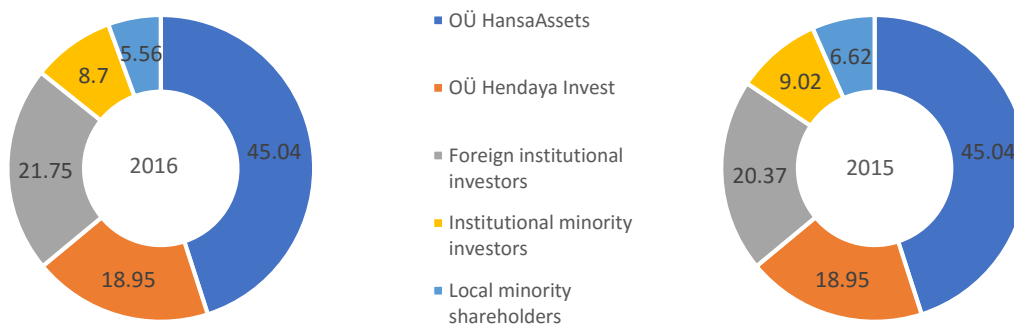 5.56
8.7
21.75
2016
45.04
18.95
OÜ HansaAssets
OÜ Hendaya Invest
Foreign institutional
investors
Institutional minority
investors
Local minority
shareholders
6.62
9.02
20.37
2015
45.04
18.95